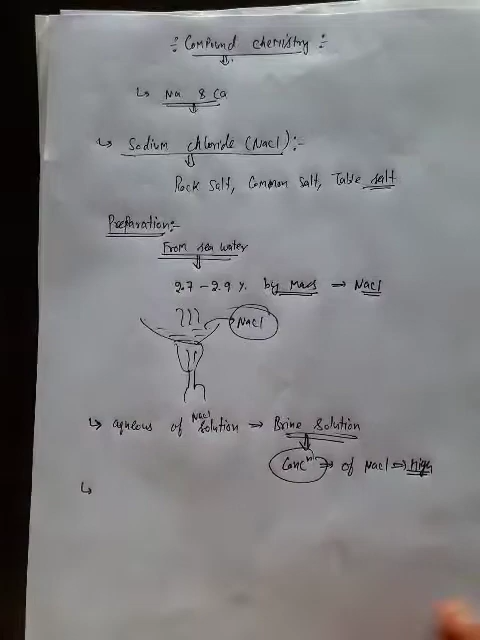 ÷ Compound chemistry :-
↳ Na & Ca
↳ Sodium chloride (NaCl) :-
Rock Salt, Common Salt, Table salt
Preparation:-
From sea water
2.7 - 2.9 %. by Mass → NaCl
NaCl
↳ aqueous of NaCl solution → Brine solution
Concⁿ → of NaCl ⇒ High
↳